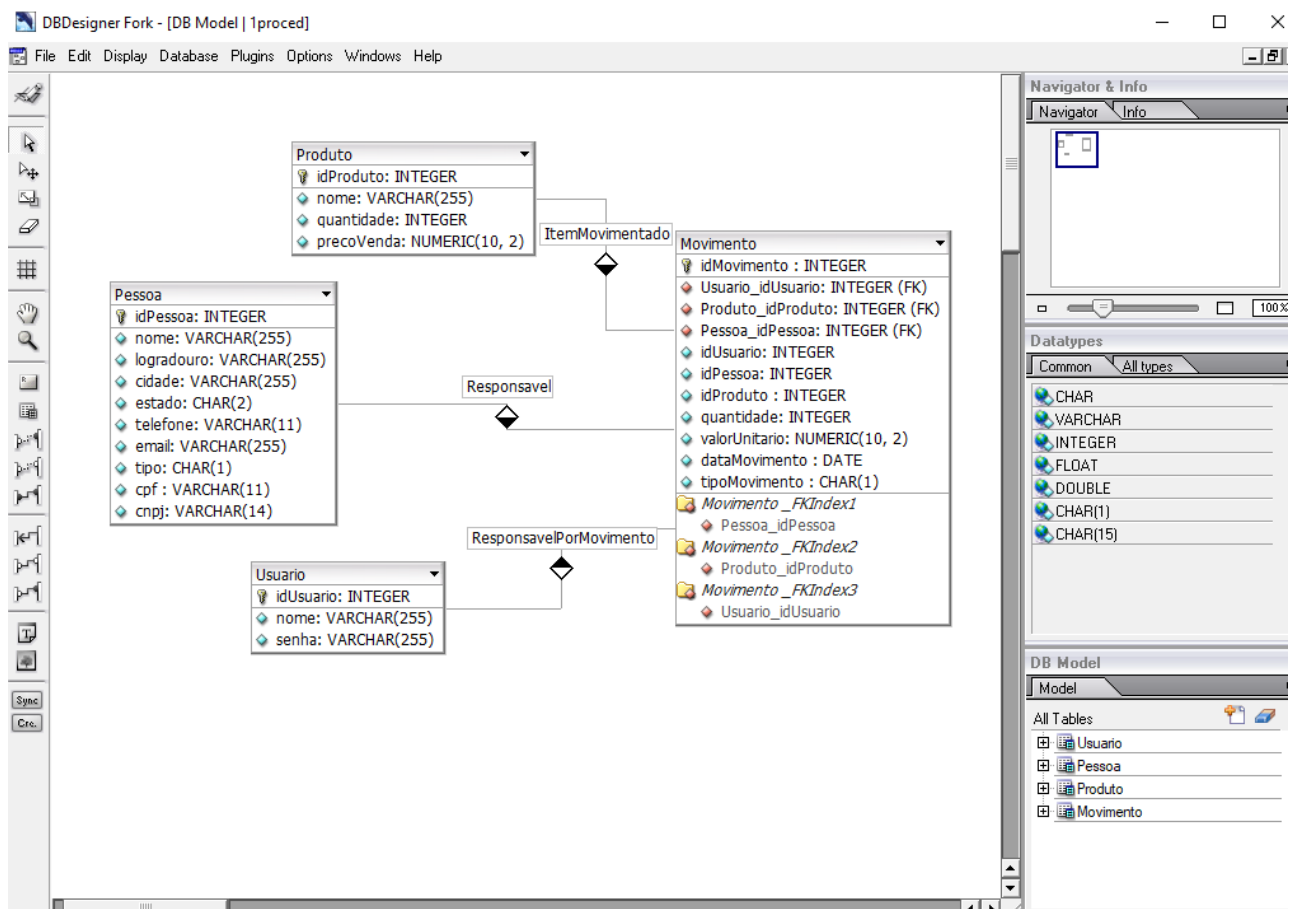 DBDesigner Fork - [DB Model | 1proced]
File Edit Display Database Plugins Options Windows Help
Navigator & Info
Navigator Info
100%
Produto
idProduto: INTEGER
nome: VARCHAR(255)
quantidade: INTEGER
precoVenda: NUMERIC(10, 2)
ItemMovimentado
Pessoa
idPessoa: INTEGER
nome: VARCHAR(255)
logradouro: VARCHAR(255)
cidade: VARCHAR(255)
estado: CHAR(2)
telefone: VARCHAR(11)
email: VARCHAR(255)
tipo: CHAR(1)
cpf : VARCHAR(11)
cnpj: VARCHAR(14)
Responsavel
Movimento
idMovimento : INTEGER
Usuario_idUsuario: INTEGER (FK)
Produto_idProduto: INTEGER (FK)
Pessoa_idPessoa: INTEGER (FK)
idUsuario: INTEGER
idPessoa: INTEGER
idProduto : INTEGER
quantidade: INTEGER
valorUnitario: NUMERIC(10, 2)
dataMovimento : DATE
tipoMovimento : CHAR(1)
Movimento _FKIndex1
Pessoa_idPessoa
Movimento _FKIndex2
Produto_idProduto
Movimento _FKIndex3
Usuario_idUsuario
ResponsavelPorMovimento
Usuario
idUsuario: INTEGER
nome: VARCHAR(255)
senha: VARCHAR(255)
Datatypes
Common All types
CHAR
VARCHAR
INTEGER
FLOAT
DOUBLE
CHAR(1)
CHAR(15)
DB Model
Model
All Tables
Usuario
Pessoa
Produto
Movimento
Sync
Cre.